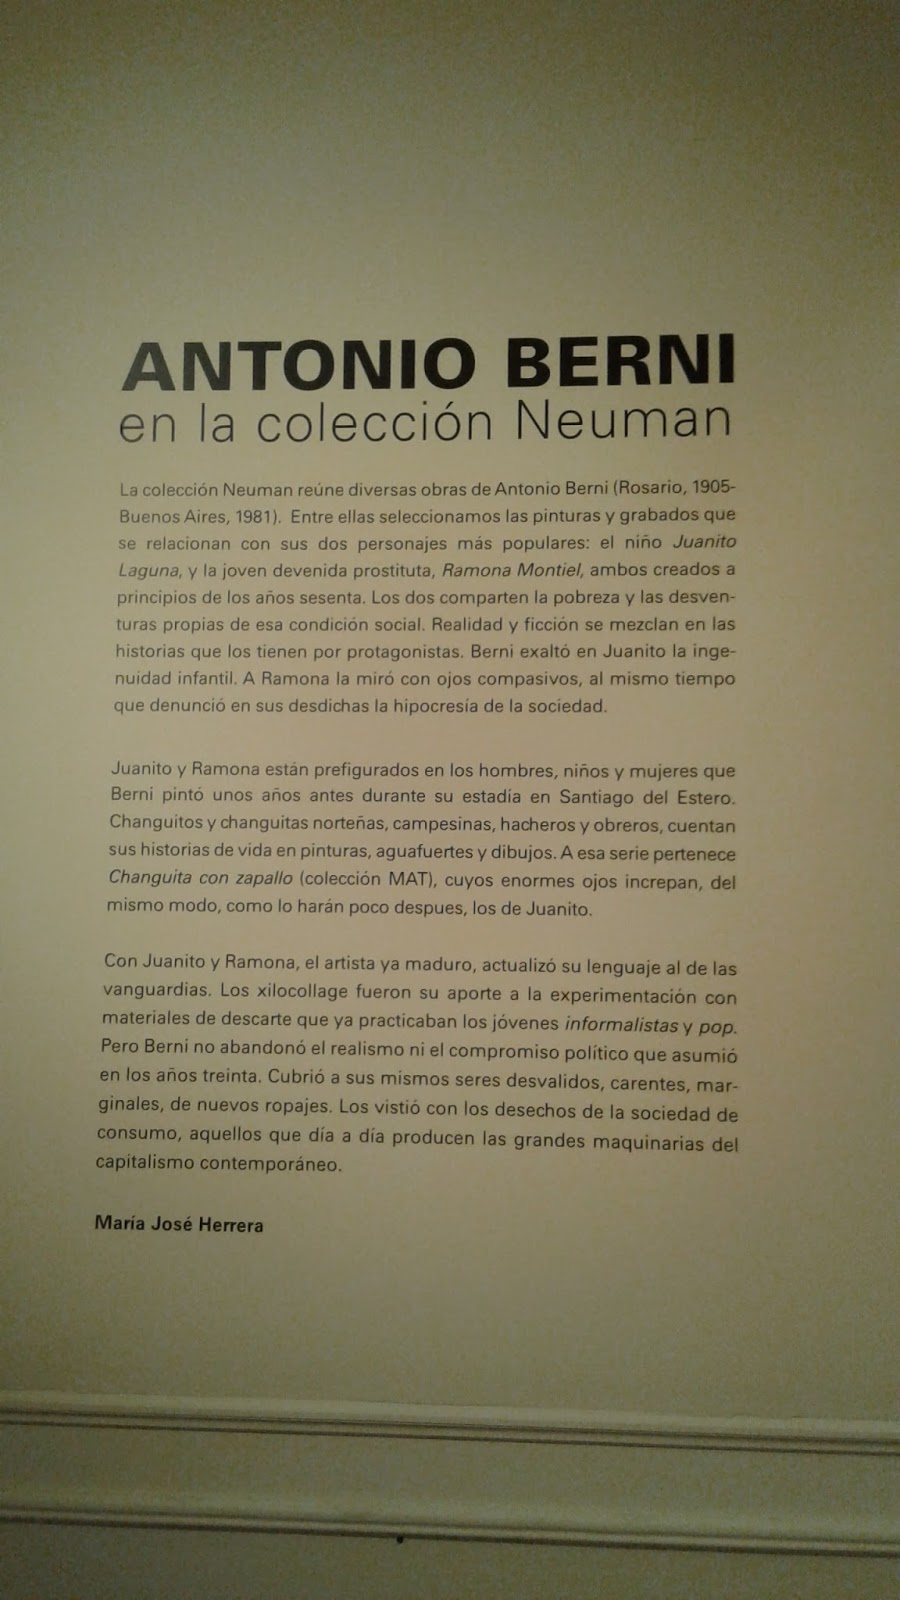 ANTONIO BERNI
en la colección Neuman
La colección Neuman reúne diversas obras de Antonio Berni (Rosario, 1905-
Buenos Aires, 1981). Entre ellas seleccionamos las pinturas y grabados que
se relacionan con sus dos personajes más populares: el niño Juanito
Laguna, y la joven devenida prostituta, Ramona Montiel, ambos creados a
principios de los años sesenta. Los dos comparten la pobreza y las desven-
turas propias de esa condición social. Realidad y ficción se mezclan en las
historias que los tienen por protagonistas. Berni exaltó en Juanito la inge-
nuidad infantil. A Ramona la miró con ojos compasivos, al mismo tiempo
que denunció en sus desdichas la hipocresía de la sociedad.
Juanito y Ramona están prefigurados en los hombres, niños y mujeres que
Berni pintó unos años antes durante su estadía en Santiago del Estero.
Changuitos y changuitas norteñas, campesinas, hacheros y obreros, cuentan
sus historias de vida en pinturas, aguafuertes y dibujos. A esa serie pertenece
Changuita con zapallo (colección MAT), cuyos enormes ojos increpan, del
mismo modo, como lo harán poco despues, los de Juanito.
Con Juanito y Ramona, el artista ya maduro, actualizó su lenguaje al de las
vanguardias. Los xilocollage fueron su aporte a la experimentación con
materiales de descarte que ya practicaban los jóvenes informalistas y pop.
Pero Berni no abandonó el realismo ni el compromiso político que asumió
en los años treinta. Cubrió a sus mismos seres desvalidos, carentes, mar-
ginales, de nuevos ropajes. Los vistió con los desechos de la sociedad de
consumo, aquellos que día a día producen las grandes maquinarias del
capitalismo contemporáneo.
María José Herrera